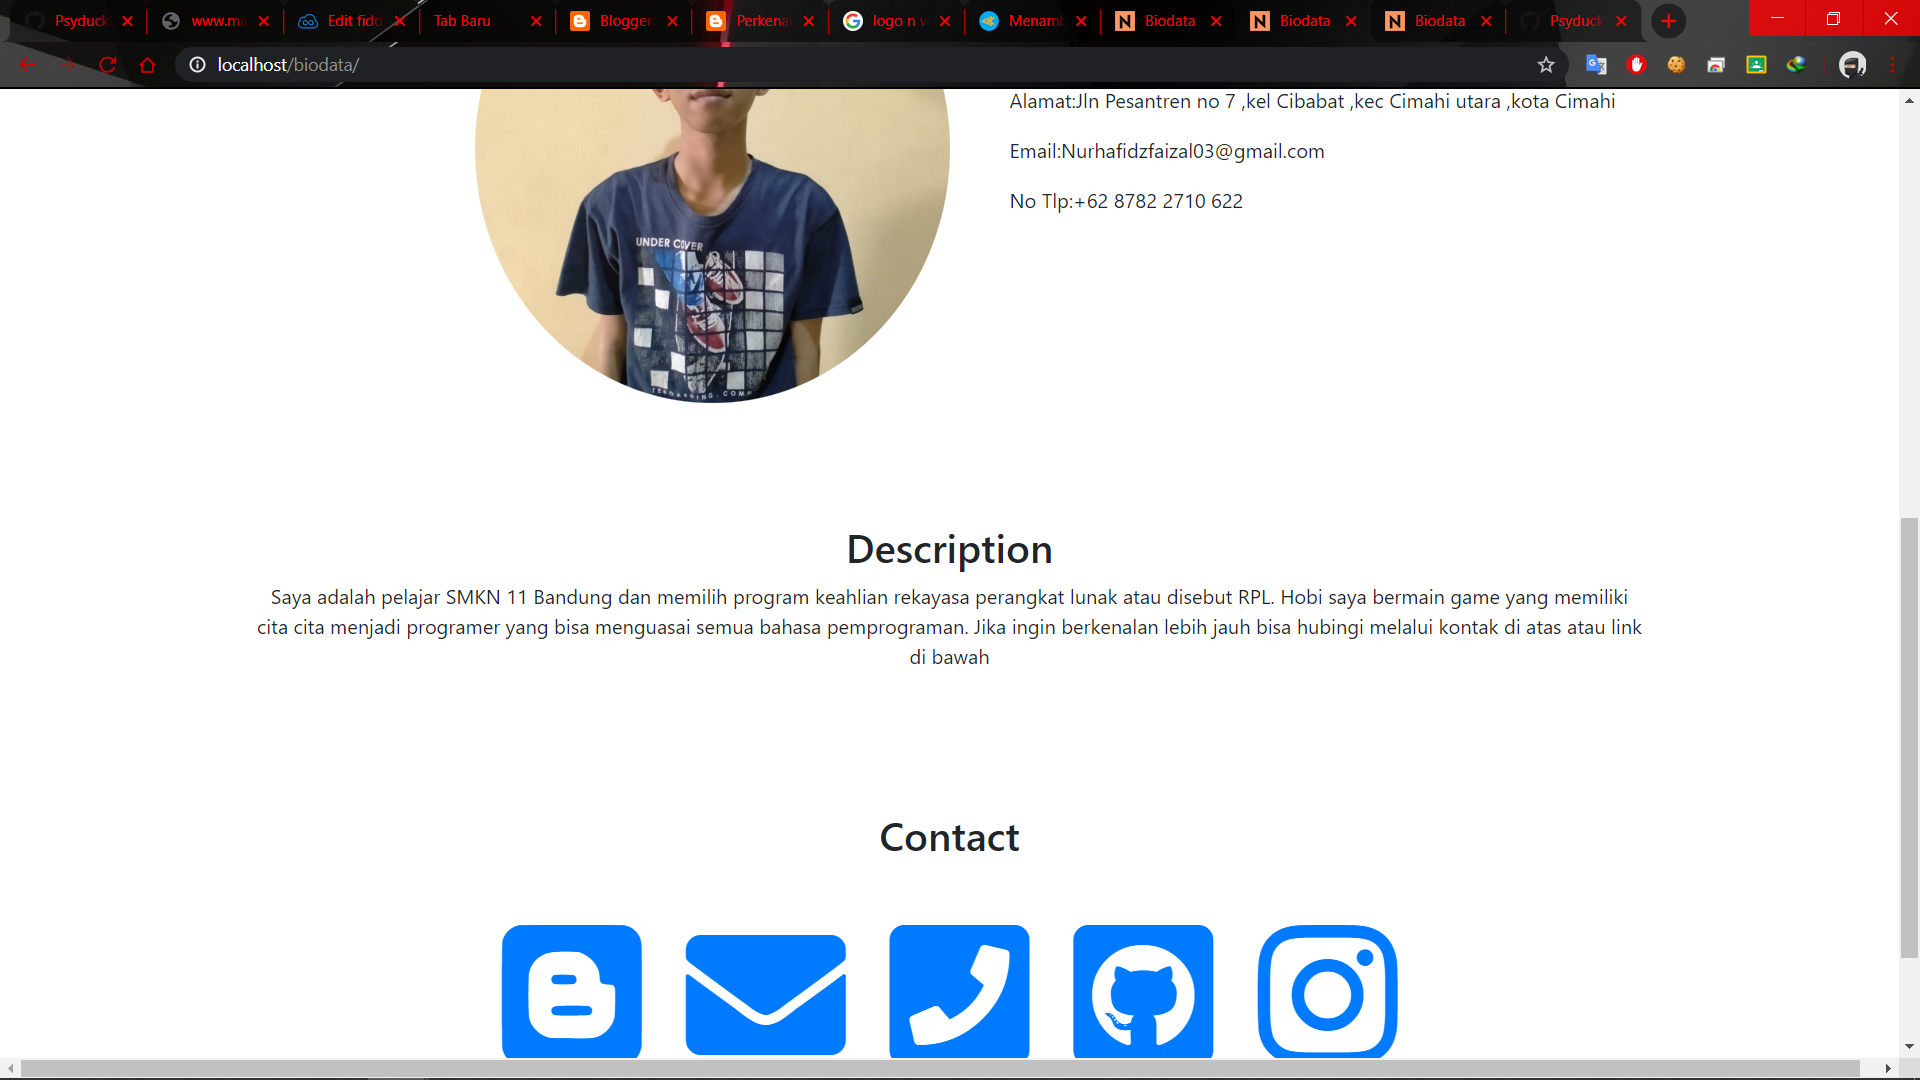 Psyduck
www.ma
Edit fidd
Tab Baru
Blogger:
Perkenal
logo n v
Menamb
Biodata
Biodata
Biodata
Psyduck
localhost/biodata/
Alamat:Jln Pesantren no 7 ,kel Cibabat ,kec Cimahi utara ,kota Cimahi
Email:Nurhafidzfaizal03@gmail.com
No Tlp:+62 8782 2710 622
UNDER COVER
Description
Saya adalah pelajar SMKN 11 Bandung dan memilih program keahlian rekayasa perangkat lunak atau disebut RPL. Hobi saya bermain game yang memiliki
cita cita menjadi programer yang bisa menguasai semua bahasa pemprograman. Jika ingin berkenalan lebih jauh bisa hubingi melalui kontak di atas atau link
di bawah
Contact